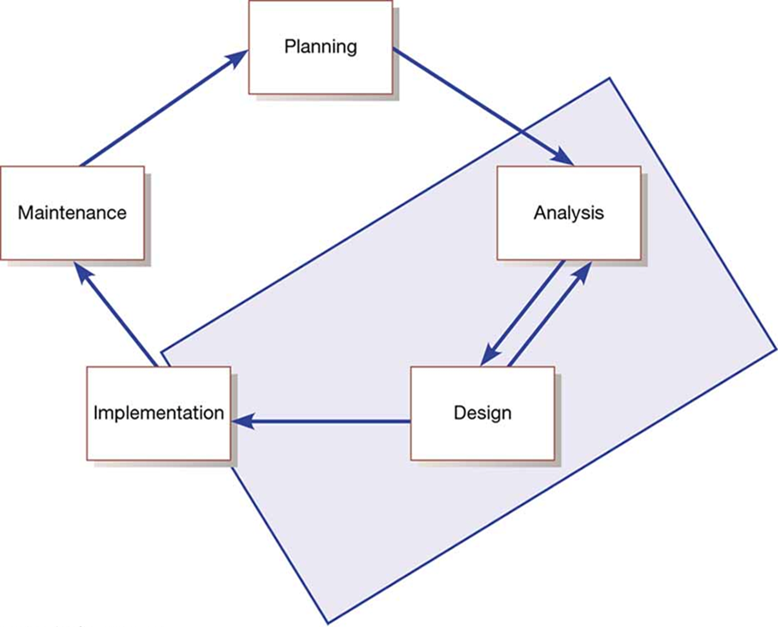 Planning
Maintenance
Analysis
Implementation
Design